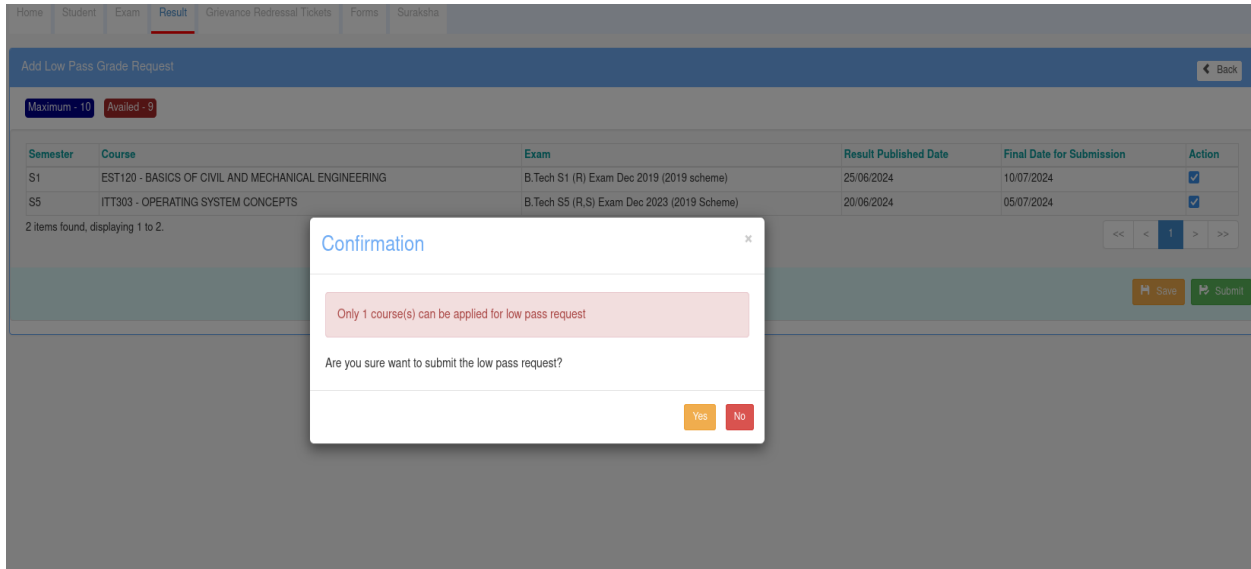 Home Student Exam Result Grievance Redressal Tickets Forms Suraksha
Add Low Pass Grade Request
Back
Maximum - 10 Availed - 9
Semester Course Exam Result Published Date Final Date for Submission Action
S1 EST120 - BASICS OF CIVIL AND MECHANICAL ENGINEERING B.Tech S1 (R) Exam Dec 2019 (2019 scheme) 25/06/2024 10/07/2024
S5 ITT303 - OPERATING SYSTEM CONCEPTS B.Tech S5 (R,S) Exam Dec 2023 (2019 Scheme) 20/06/2024 05/07/2024
2 items found, displaying 1 to 2.
<< < 1 > >>
Confirmation
x
Save Submit
Only 1 course(s) can be applied for low pass request
Are you sure want to submit the low pass request?
Yes No